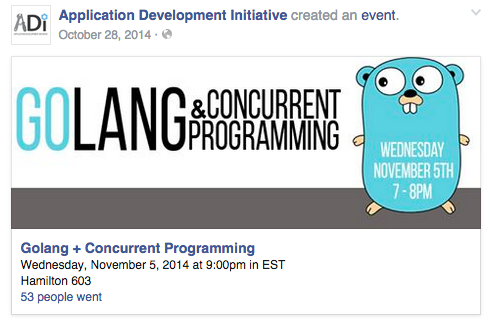 ADi
Application Development Initiative created an event.
October 28, 2014 ·
GOLANG & CONCURRENT
PROGRAMMING
WEDNESDAY
NOVEMBER 5TH
7 - 8PM
Golang + Concurrent Programming
Wednesday, November 5, 2014 at 9:00pm in EST
Hamilton 603
53 people went